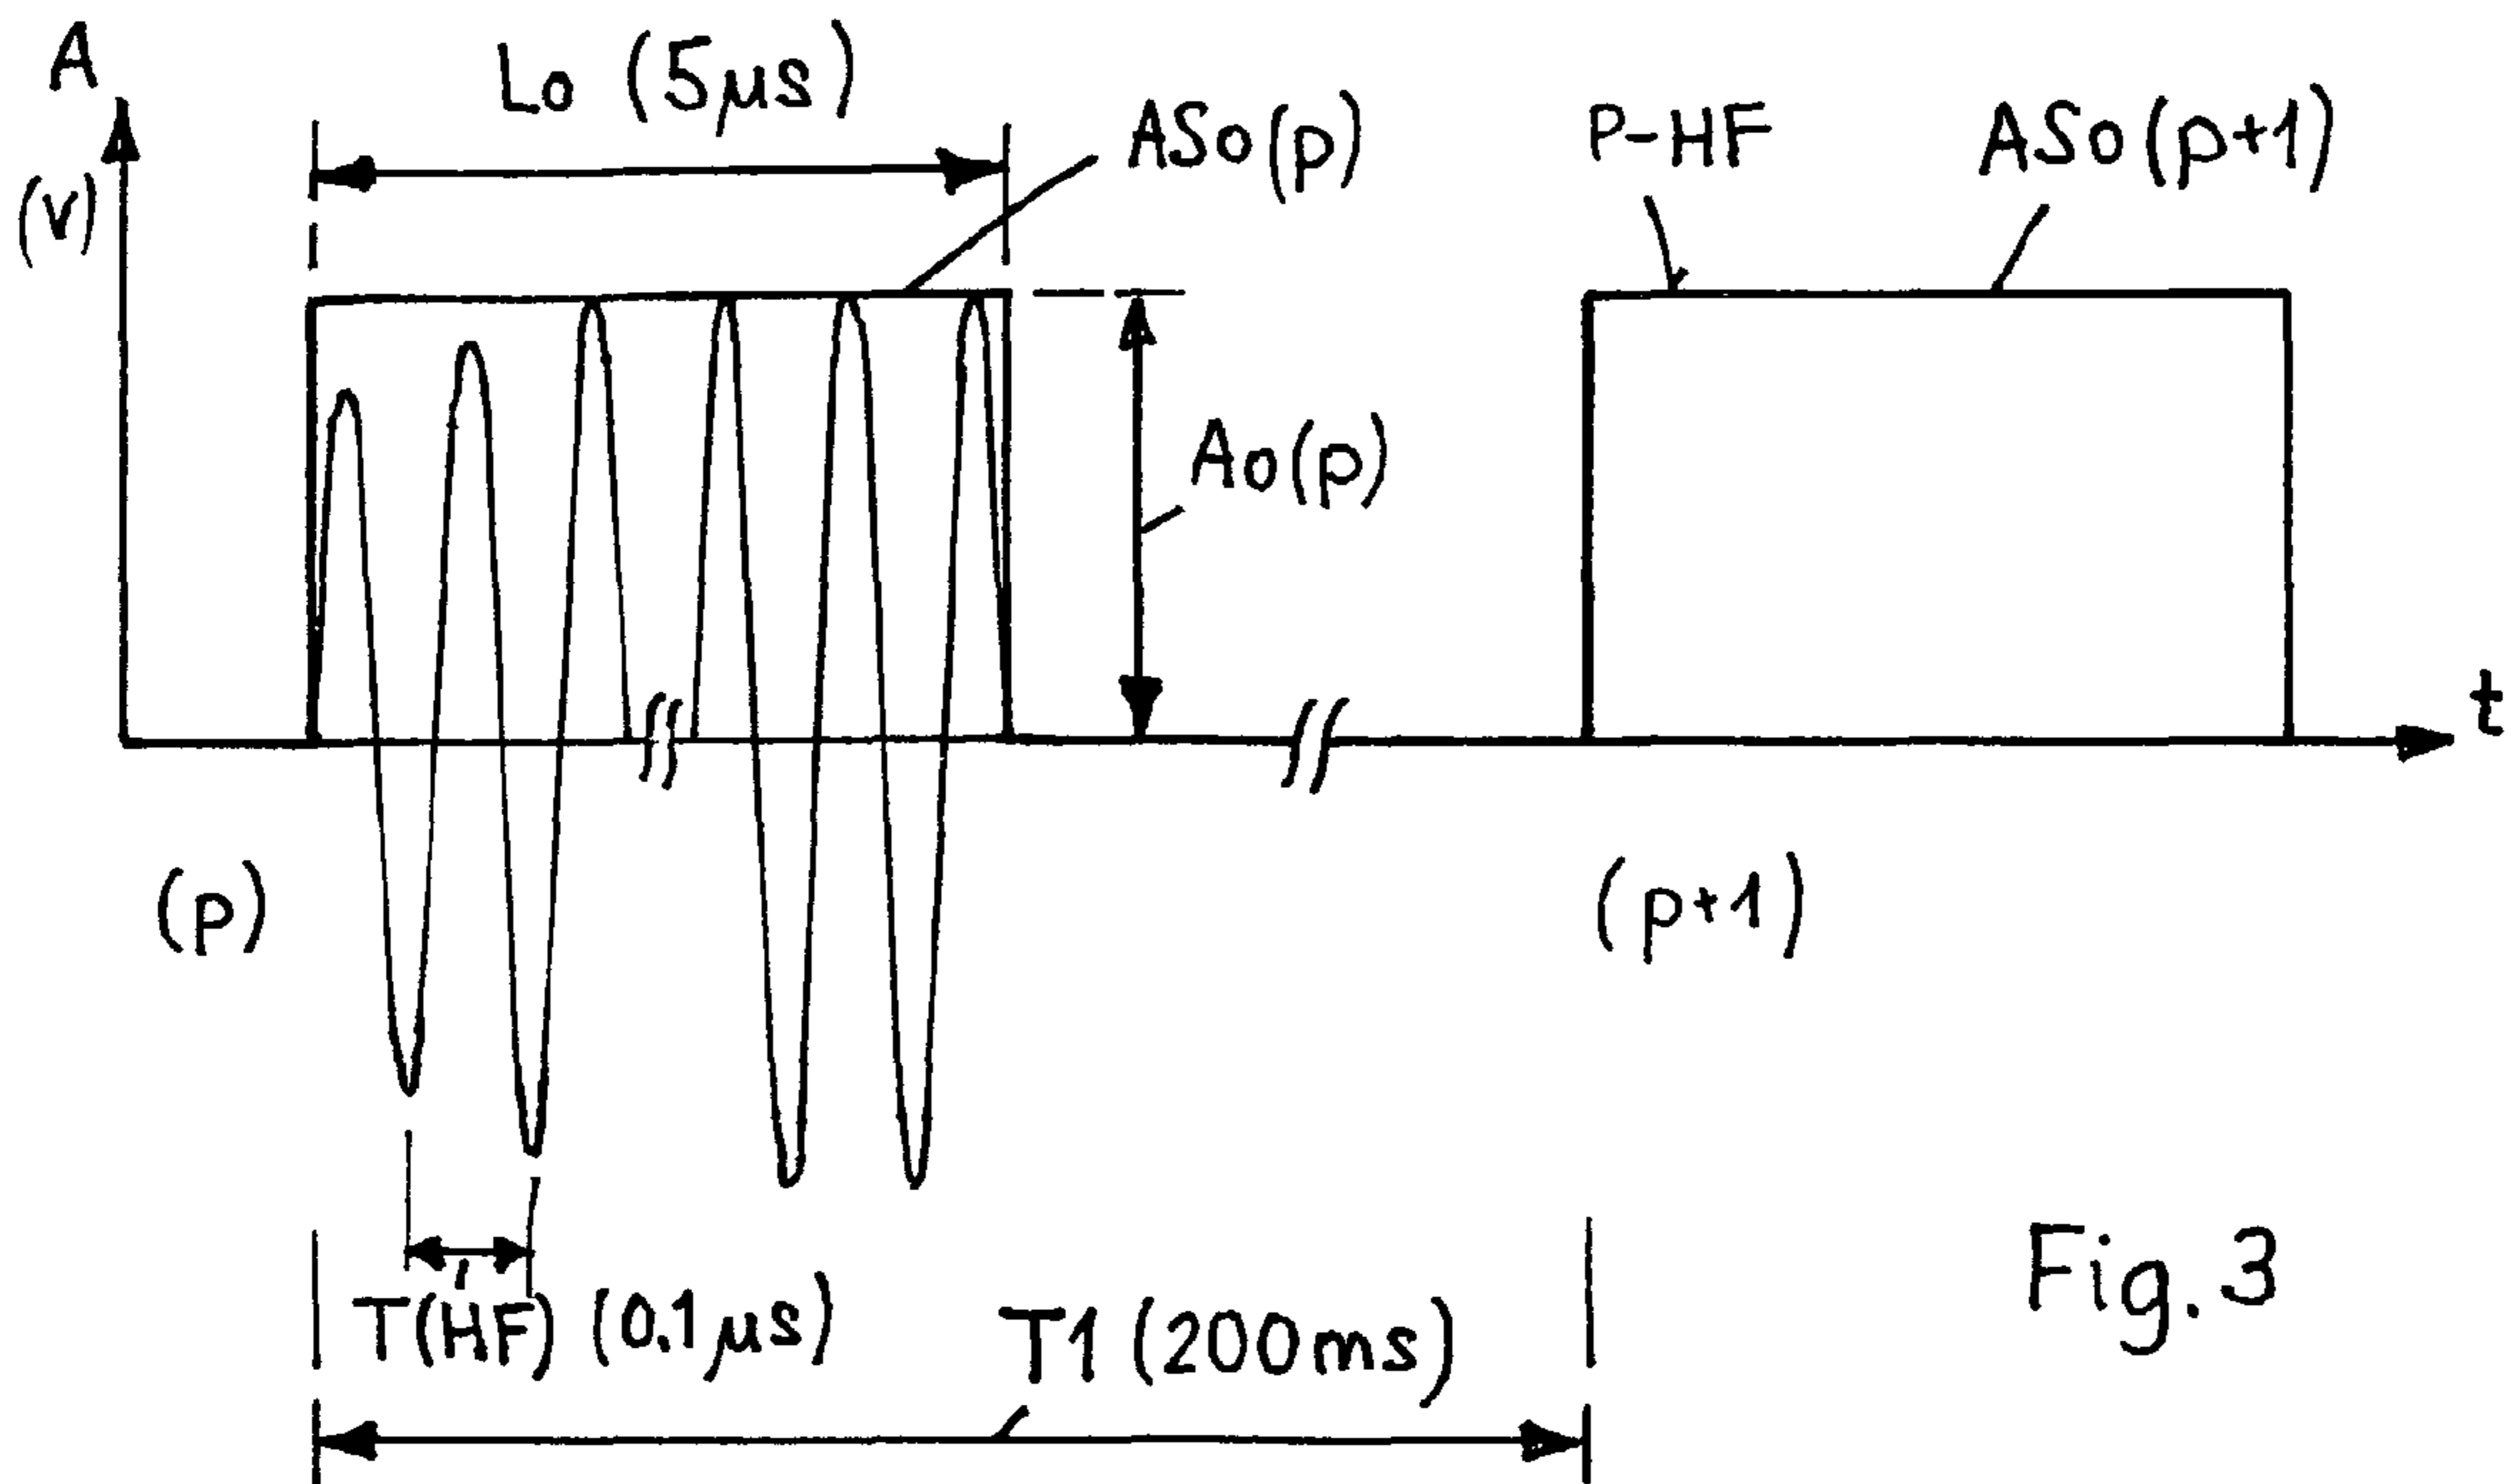 A
(V)
Lo (5µs)
ASo(p)
P-HF
ASo(p+1)
Ao(p)
t
(p)
(p+1)
T(HF) (0.1µs)
T1 (200ms)
Fig. 3